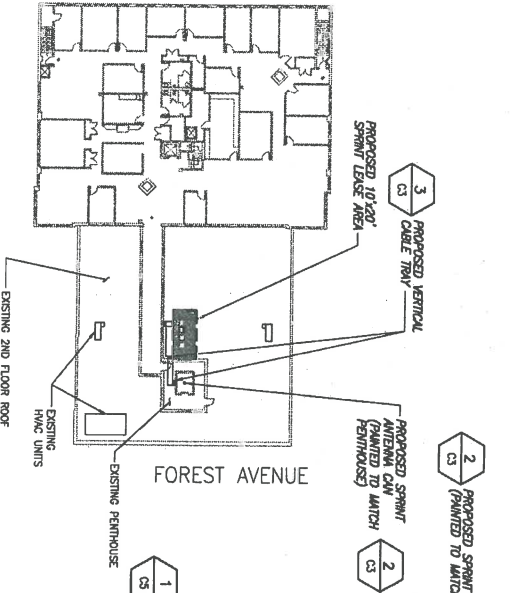 PROPOSED 10'x20'
SPRINT LEASE AREA
3
C3
PROPOSED VERTICAL
CABLE TRAY
EXISTING 2ND FLOOR ROOF
EXISTING
HVAC UNITS
EXISTING PENTHOUSE
FOREST AVENUE
PROPOSED SPRINT
ANTENNA CAN
(PAINTED TO MATCH
PENTHOUSE)
2
C3
2
C3
PROPOSED SPRINT
(PAINTED TO MATC
1
C5